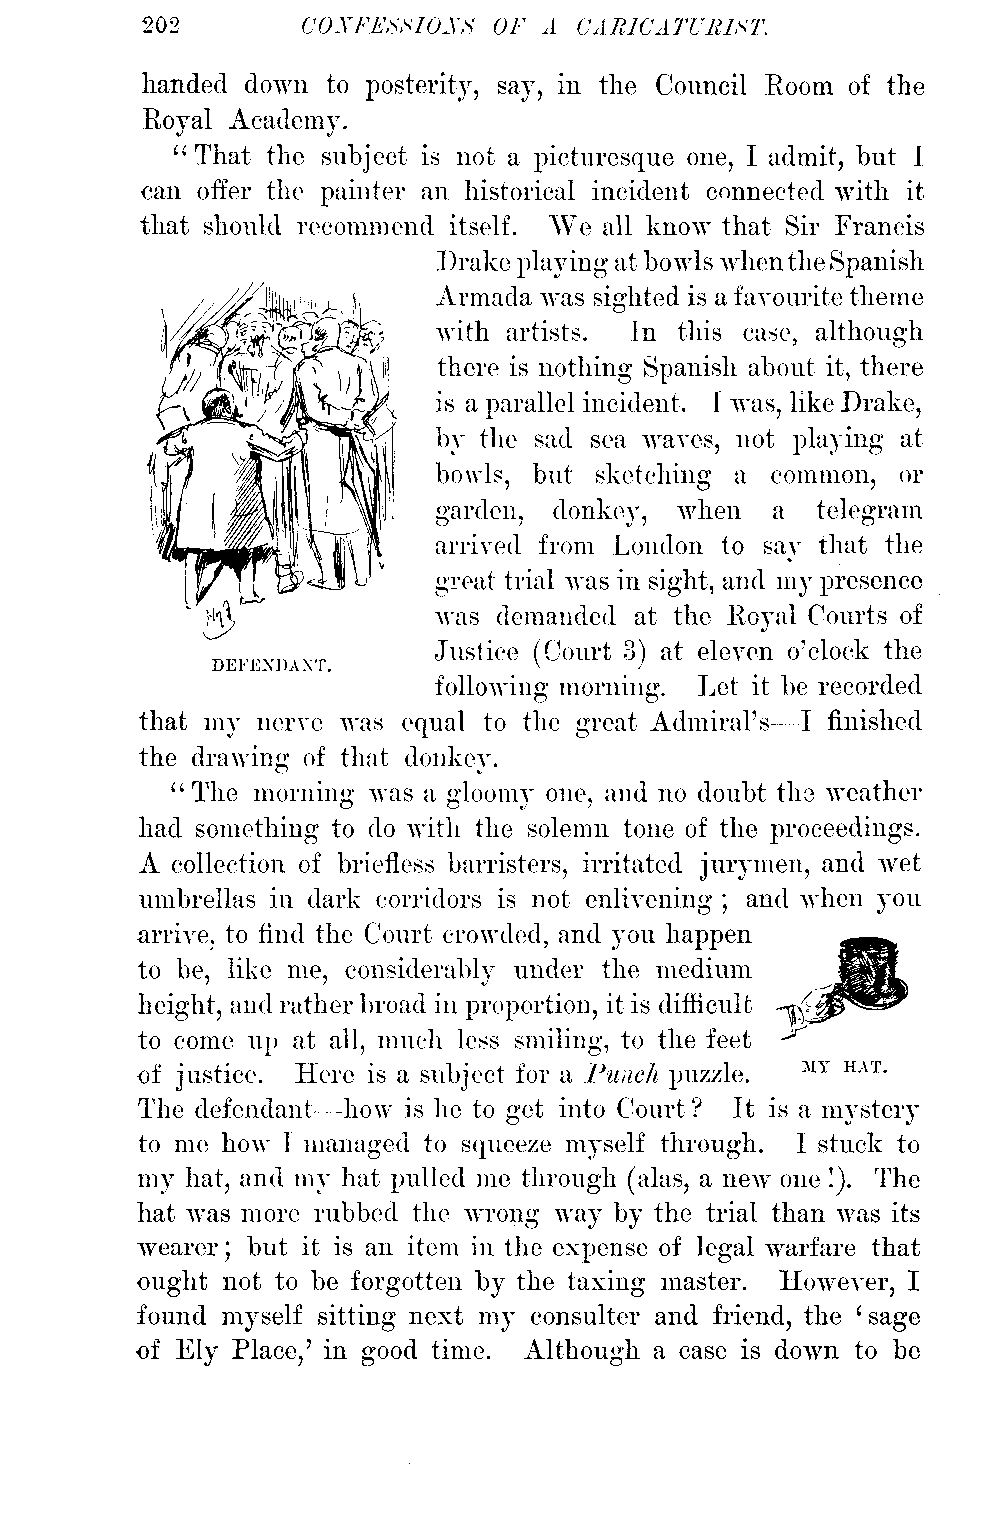 202 CONFESSIONS OF A CARICATURIST.
handed down to posterity, say, in the Council Room of the
Royal Academy.
“That the subject is not a picturesque one, I admit, but I
can offer the painter an historical incident connected with it
that should recommend itself. We all know that Sir Francis
Drake playing at bowls when the Spanish
Armada was sighted is a favourite theme
with artists. In this case, although
there is nothing Spanish about it, there
is a parallel incident. I was, like Drake,
by the sad sea waves, not playing at
bowls, but sketching a common, or
garden, donkey, when a telegram
arrived from London to say that the
great trial was in sight, and my presence
was demanded at the Royal Courts of
Justice (Court 3) at eleven o'clock the
following morning. Let it be recorded
DEFENDANT.
that my nerve was equal to the great Admiral's—I finished
the drawing of that donkey.
“The morning was a gloomy one, and no doubt the weather
had something to do with the solemn tone of the proceedings.
A collection of briefless barristers, irritated jurymen, and wet
umbrellas in dark corridors is not enlivening; and when you
arrive, to find the Court crowded, and you happen
to be, like me, considerably under the medium
height, and rather broad in proportion, it is difficult
to come up at all, much less smiling, to the feet
of justice. Here is a subject for a Punch puzzle.
MY HAT.
The defendant—how is he to get into Court? It is a mystery
to me how I managed to squeeze myself through. I stuck to
my hat, and my hat pulled me through (alas, a new one!). The
hat was more rubbed the wrong way by the trial than was its
wearer; but it is an item in the expense of legal warfare that
ought not to be forgotten by the taxing master. However, I
found myself sitting next my consulter and friend, the ‘sage
of Ely Place,’ in good time. Although a case is down to be